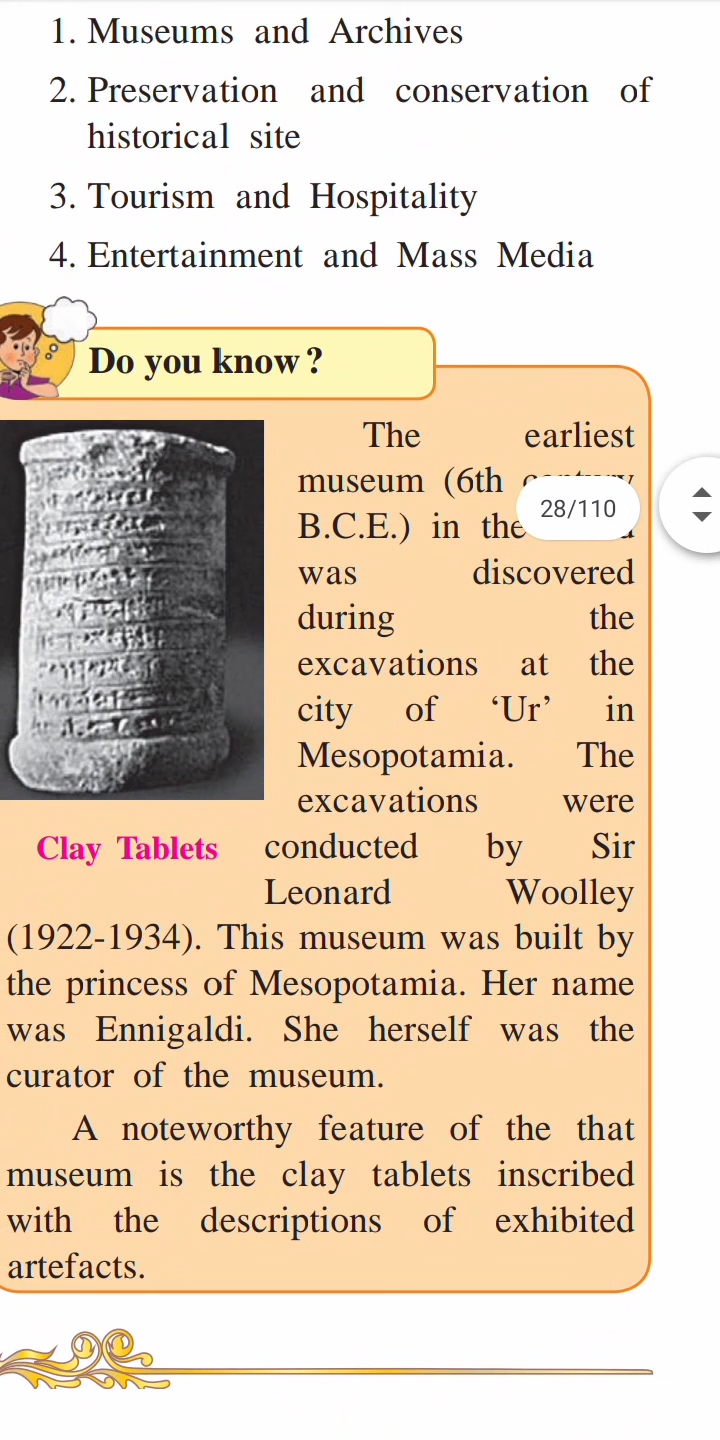 1. Museums and Archives
2. Preservation and conservation of
historical site
3. Tourism and Hospitality
4. Entertainment and Mass Media
Do you know?
The earliest
museum (6th
B.C.E.) in the
28/110
was discovered
during the
excavations at the
city of ‘Ur’ in
Mesopotamia. The
excavations were
Clay Tablets
conducted by Sir
Leonard Woolley
(1922-1934). This museum was built by
the princess of Mesopotamia. Her name
was Ennigaldi. She herself was the
curator of the museum.
A noteworthy feature of the that
museum is the clay tablets inscribed
with the descriptions of exhibited
artefacts.